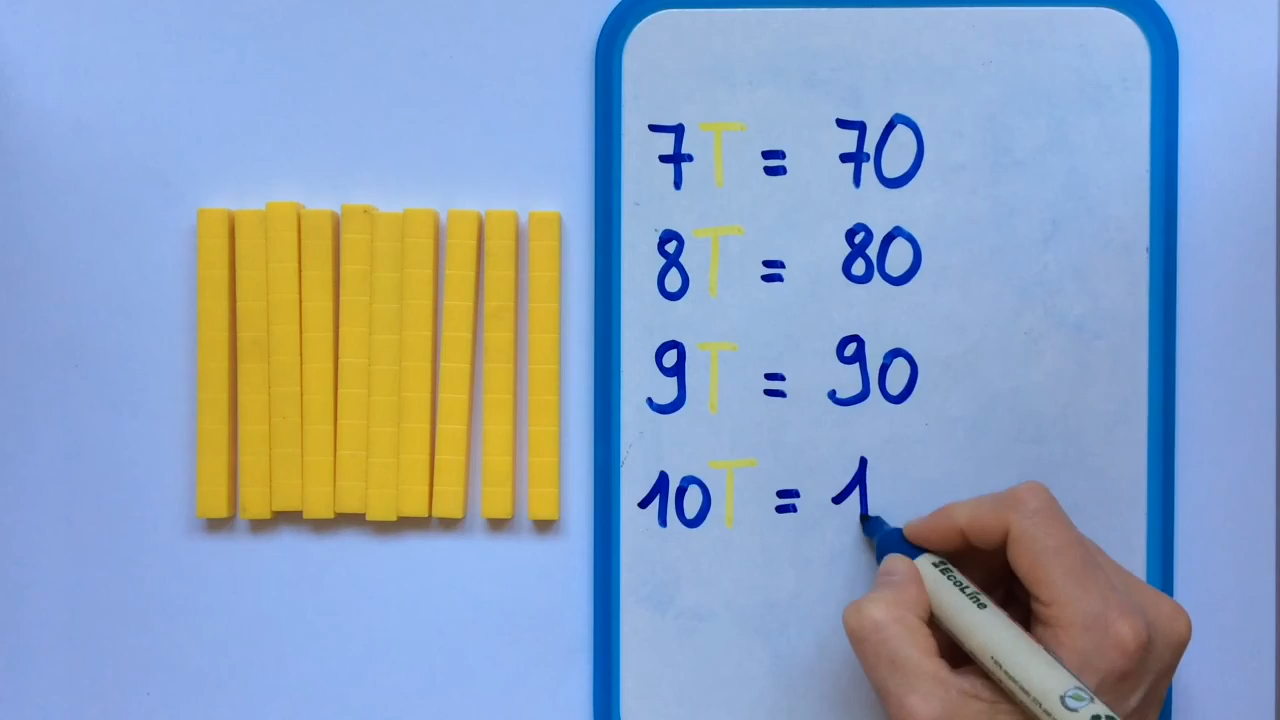 7T = 70
8T = 80
9T = 90
10T = 1
EcoLine